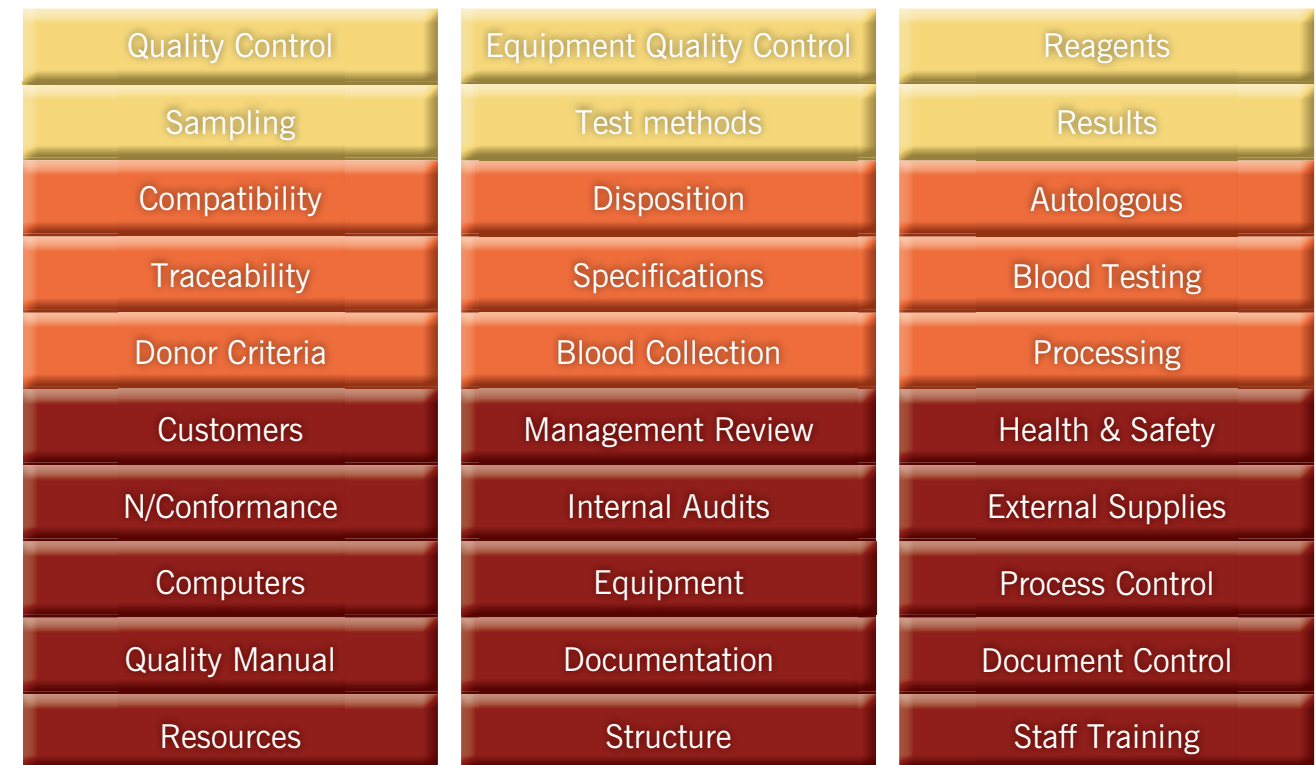 Quality Control
Equipment Quality Control
Reagents
Sampling
Test methods
Results
Compatibility
Disposition
Autologous
Traceability
Specifications
Blood Testing
Donor Criteria
Blood Collection
Processing
Customers
Management Review
Health & Safety
N/Conformance
Internal Audits
External Supplies
Computers
Equipment
Process Control
Quality Manual
Documentation
Document Control
Resources
Structure
Staff Training